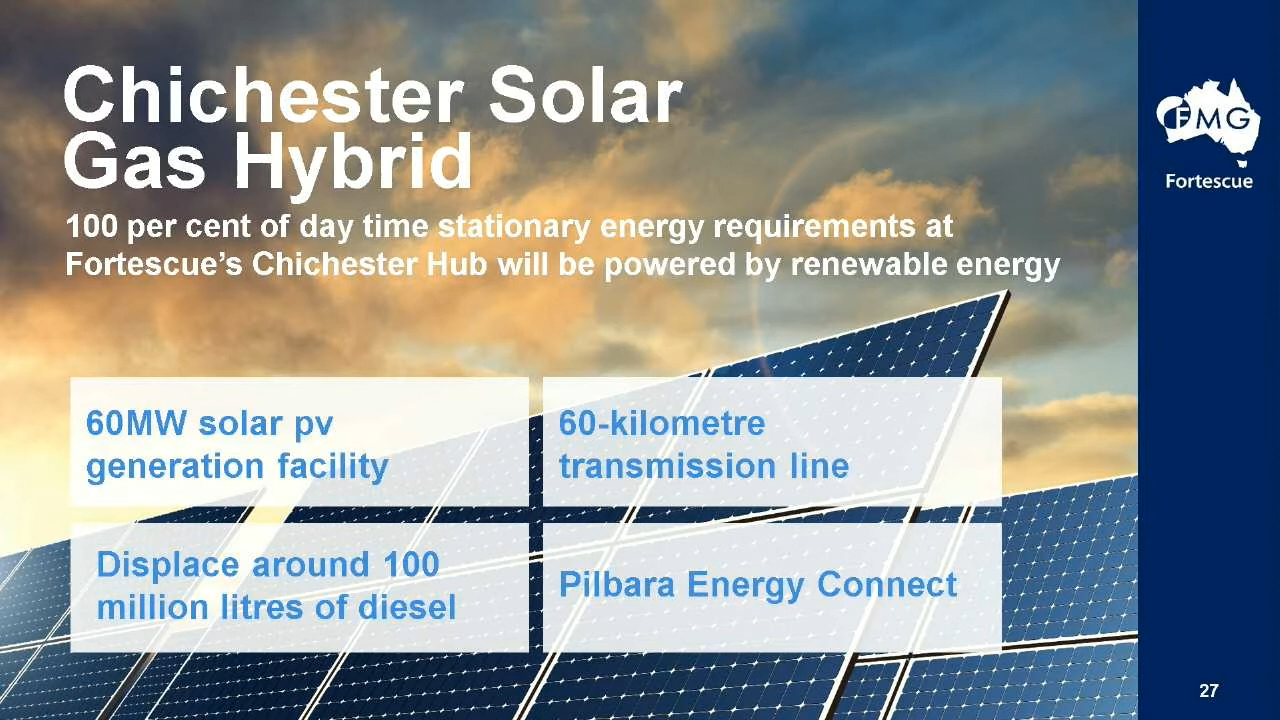 Chichester Solar
Gas Hybrid
100 per cent of day time stationary energy requirements at
Fortescue’s Chichester Hub will be powered by renewable energy
60MW solar pv
generation facility
60-kilometre
transmission line
Displace around 100
million litres of diesel
Pilbara Energy Connect
FMG
Fortescue
27